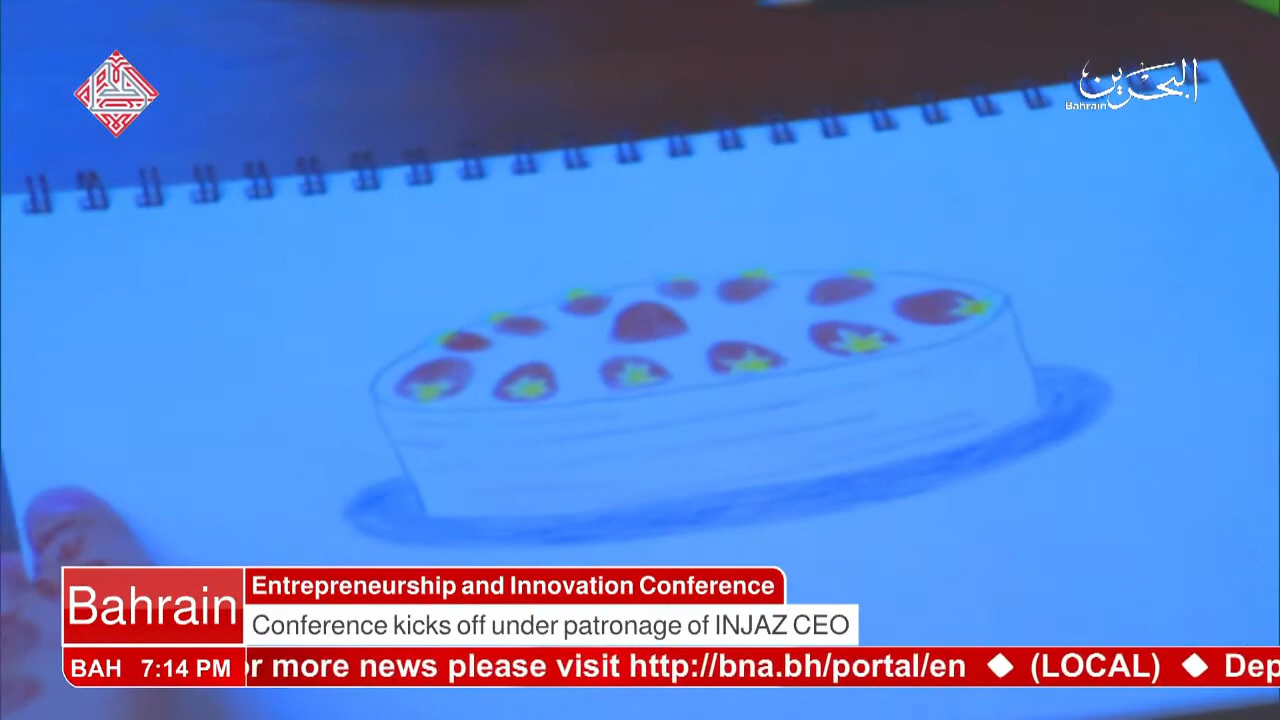 البحرين
Bahrain
Entrepreneurship and Innovation Conference
Bahrain
Conference kicks off under patronage of INJAZ CEO
BAH 7:14 PM
or more news please visit http://bna.bh/portal/en ◆ (LOCAL) ◆ Dep